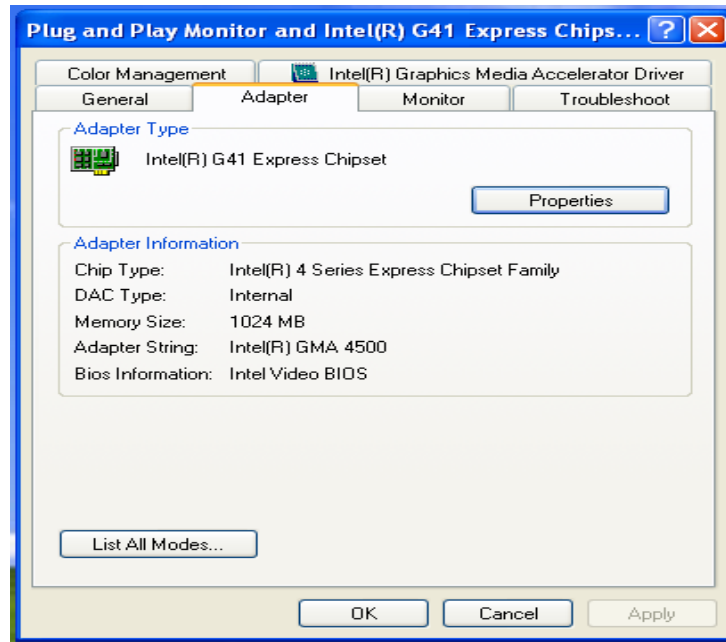 Plug and Play Monitor and Intel(R) G41 Express Chips...
Color Management Intel(R) Graphics Media Accelerator Driver
General Adapter Monitor Troubleshoot
Adapter Type
Intel(R) G41 Express Chipset
Properties
Adapter Information
Chip Type: Intel(R) 4 Series Express Chipset Family
DAC Type: Internal
Memory Size: 1024 MB
Adapter String: Intel(R) GMA 4500
Bios Information: Intel Video BIOS
List All Modes...
OK Cancel Apply